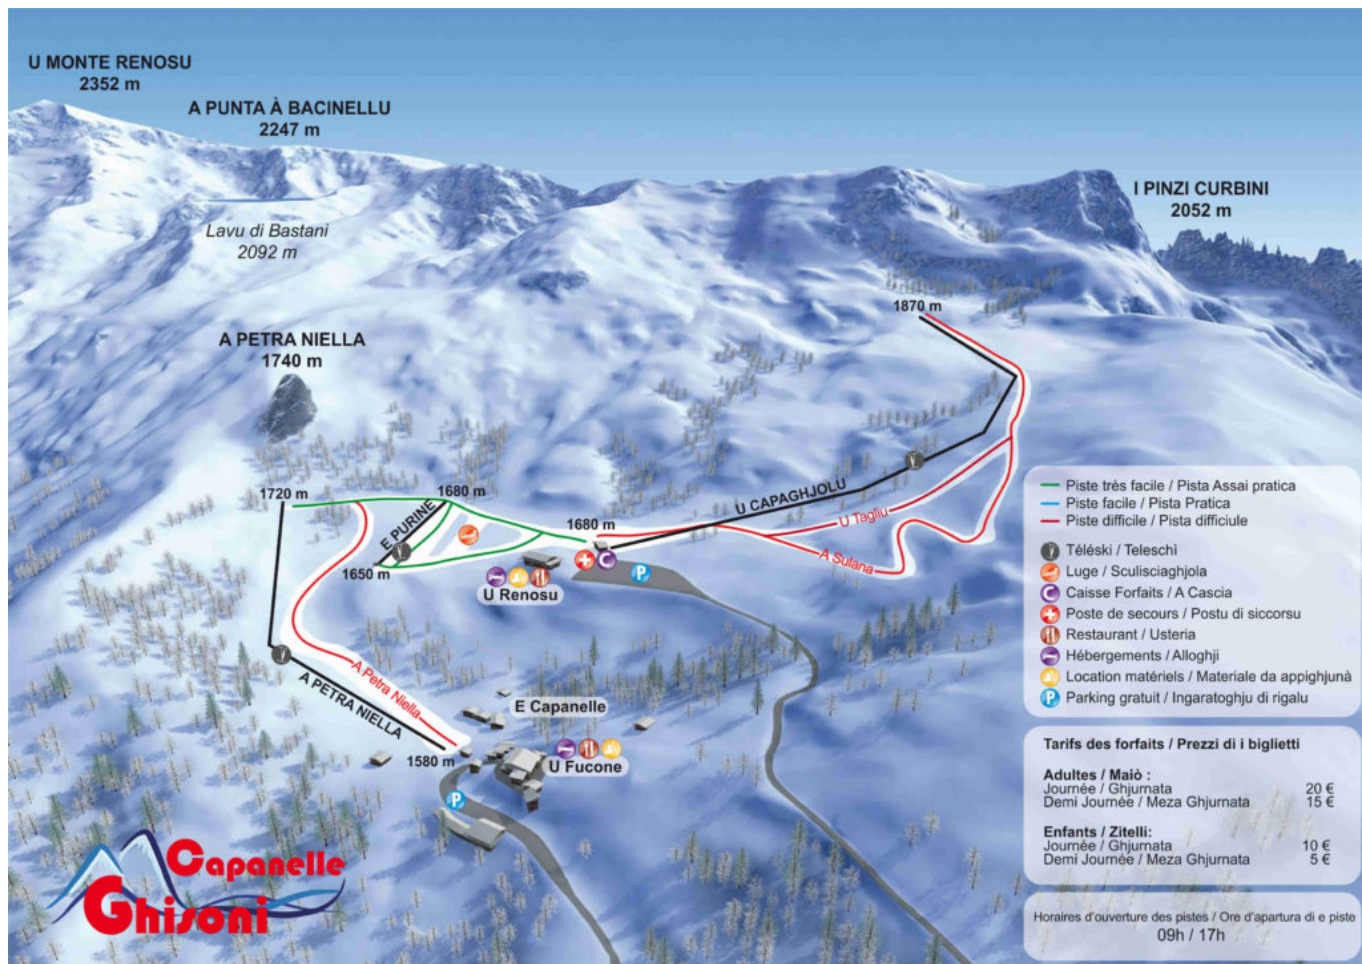 U MONTE RENOSU
2352 m
A PUNTA À BACINELLU
2247 m
Lavu di Bastani
2092 m
I PINZI CURBINI
2052 m
A PETRA NIELLA
1740 m
1870 m
1720 m
1680 m
E PURINE
1650 m
1680 m
U CAPAGHJOLU
U Tagliu
A Sulana
U Renosu
A Petra Niella
A PETRA NIELLA
1580 m
E Capanelle
U Fucone
Piste très facile / Pista Assai pratica
Piste facile / Pista Pratica
Piste difficile / Pista difficiule
Téléski / Teleschì
Luge / Sculisciaghjola
Caisse Forfaits / A Cascia
Poste de secours / Postu di siccorsu
Restaurant / Usteria
Hébergements / Alloghji
Location matériels / Materiale da appighjunà
Parking gratuit / Ingaratoghju di rigalu
Tarifs des forfaits / Prezzi di i biglietti
Adultes / Maiò :
Journée / Ghjurnata 20 €
Demi Journée / Meza Ghjurnata 15 €
Enfants / Zitelli:
Journée / Ghjurnata 10 €
Demi Journée / Meza Ghjurnata 5 €
Horaires d'ouverture des pistes / Ore d'apartura di e piste
09h / 17h
Capanelle
Ghisoni